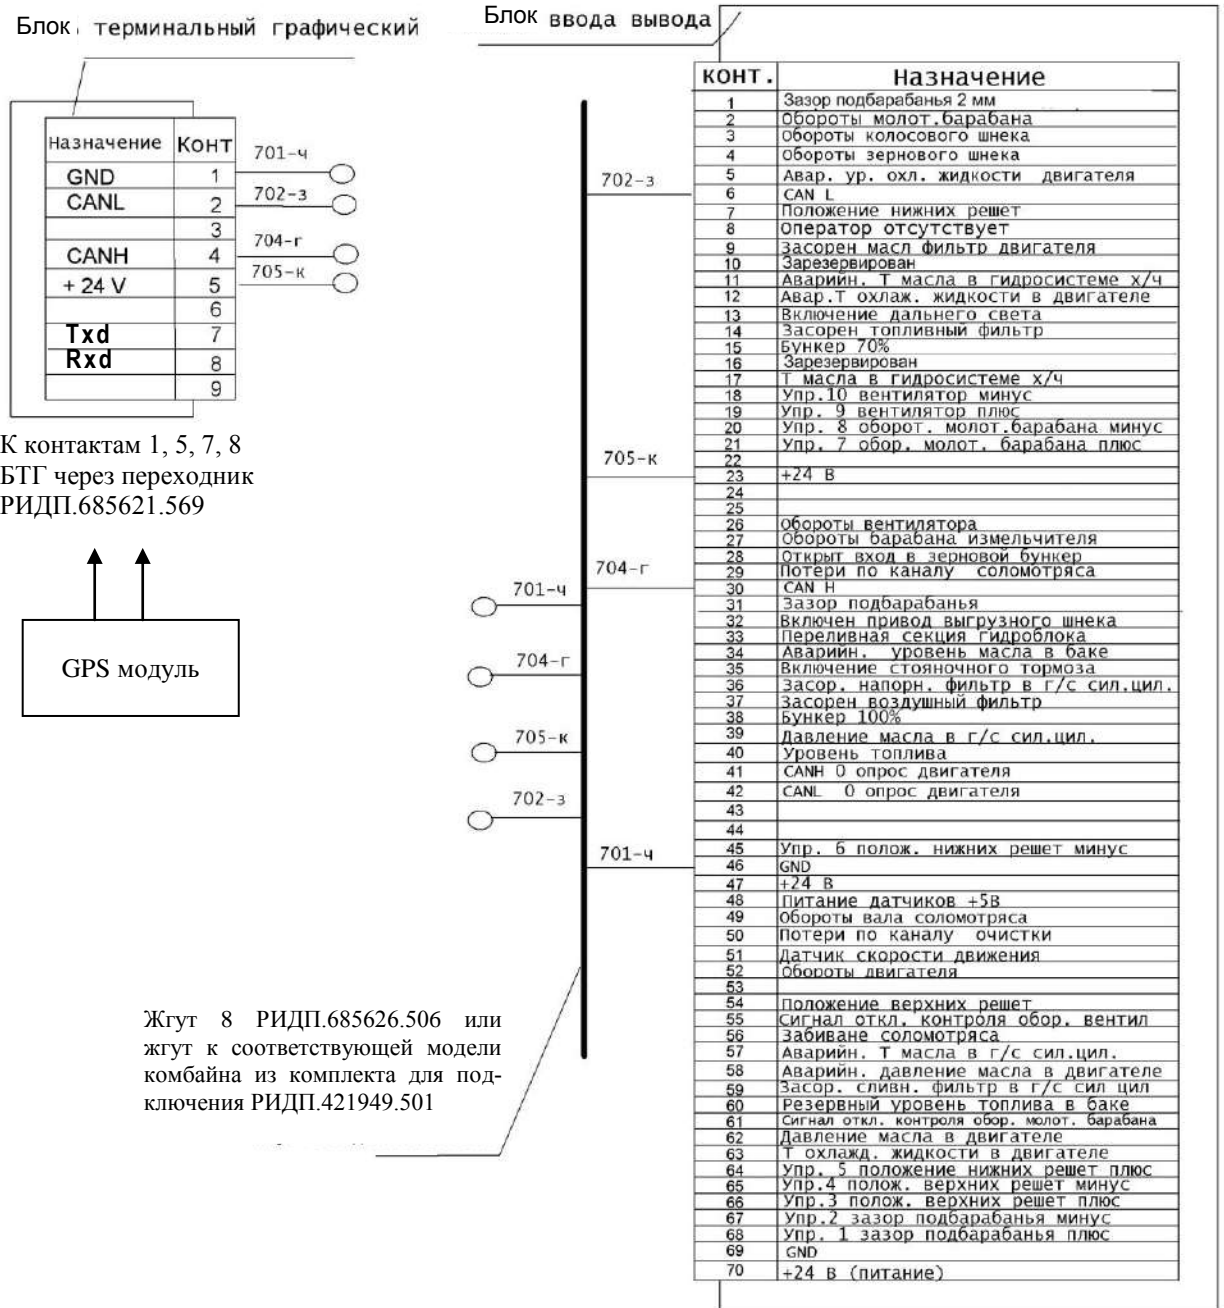 Блок терминальный графический
Назначение Конт
GND 1 701-ч
CANL 2 702-з
3
CANH 4 704-г
+ 24 V 5 705-к
6
Txd 7
Rxd 8
9
К контактам 1, 5, 7, 8
БТГ через переходник
РИДП.685621.569
GPS модуль
701-ч
704-г
705-к
702-з
Жгут 8 РИДП.685626.506 или
жгут к соответствующей модели
комбайна из комплекта для под-
ключения РИДП.421949.501
702-з
705-к
704-г
701-ч
Блок ввода вывода
КОНТ. Назначение
1 Зазор подбарабанья 2 мм
2 Обороты молот.барабана
3 Обороты колосового шнека
4 Обороты зернового шнека
5 Авар. ур. охл. жидкости двигателя
6 CAN L
7 Положение нижних решет
8 Оператор отсутствует
9 Засорен масл фильтр двигателя
10 Зарезервирован
11 Аварийн. Т масла в гидросистеме х/ч
12 Авар.Т охлаж. жидкости в двигателе
13 Включение дальнего света
14 Засорен топливный фильтр
15 Бункер 70%
16 Зарезервирован
17 Т масла в гидросистеме х/ч
18 Упр.10 вентилятор минус
19 Упр. 9 вентилятор плюс
20 Упр. 8 оборот. молот.барабана минус
21 Упр. 7 обор. молот. барабана плюс
22
23 +24 В
24
25
26 Обороты вентилятора
27 Обороты барабана измельчителя
28 Открыт вход в зерновой бункер
29 Потери по каналу соломотряса
30 CAN H
31 Зазор подбарабанья
32 Включен привод выгрузного шнека
33 Переливная секция гидроблока
34 Аварийн. уровень масла в баке
35 Включение стояночного тормоза
36 Засор. напорн. фильтр в г/с сил.цил.
37 Засорен воздушный фильтр
38 Бункер 100%
39 Давление масла в г/с сил.цил.
40 Уровень топлива
41 CANH 0 опрос двигателя
42 CANL 0 опрос двигателя
43
44
45 Упр. 6 полож. нижних решет минус
46 GND
47 +24 В
48 Питание датчиков +5В
49 Обороты вала соломотряса
50 Потери по каналу очистки
51 Датчик скорости движения
52 Обороты двигателя
53
54 Положение верхних решет
55 Сигнал откл. контроля обор. вентил
56 Забиване соломотряса
57 Аварийн. Т масла в г/с сил.цил.
58 Аварийн. давление масла в двигателе
59 Засор. сливн. фильтр в г/с сил цил
60 Резервный уровень топлива в баке
61 Сигнал откл. контроля обор. молот. барабана
62 Давление масла в двигателе
63 Т охлажд. жидкости в двигателе
64 Упр. 5 положение нижних решет плюс
65 Упр.4 полож. верхних решет минус
66 Упр.3 полож. верхних решет плюс
67 Упр.2 зазор подбарабанья минус
68 Упр. 1 зазор подбарабанья плюс
69 GND
70 +24 В (питание)